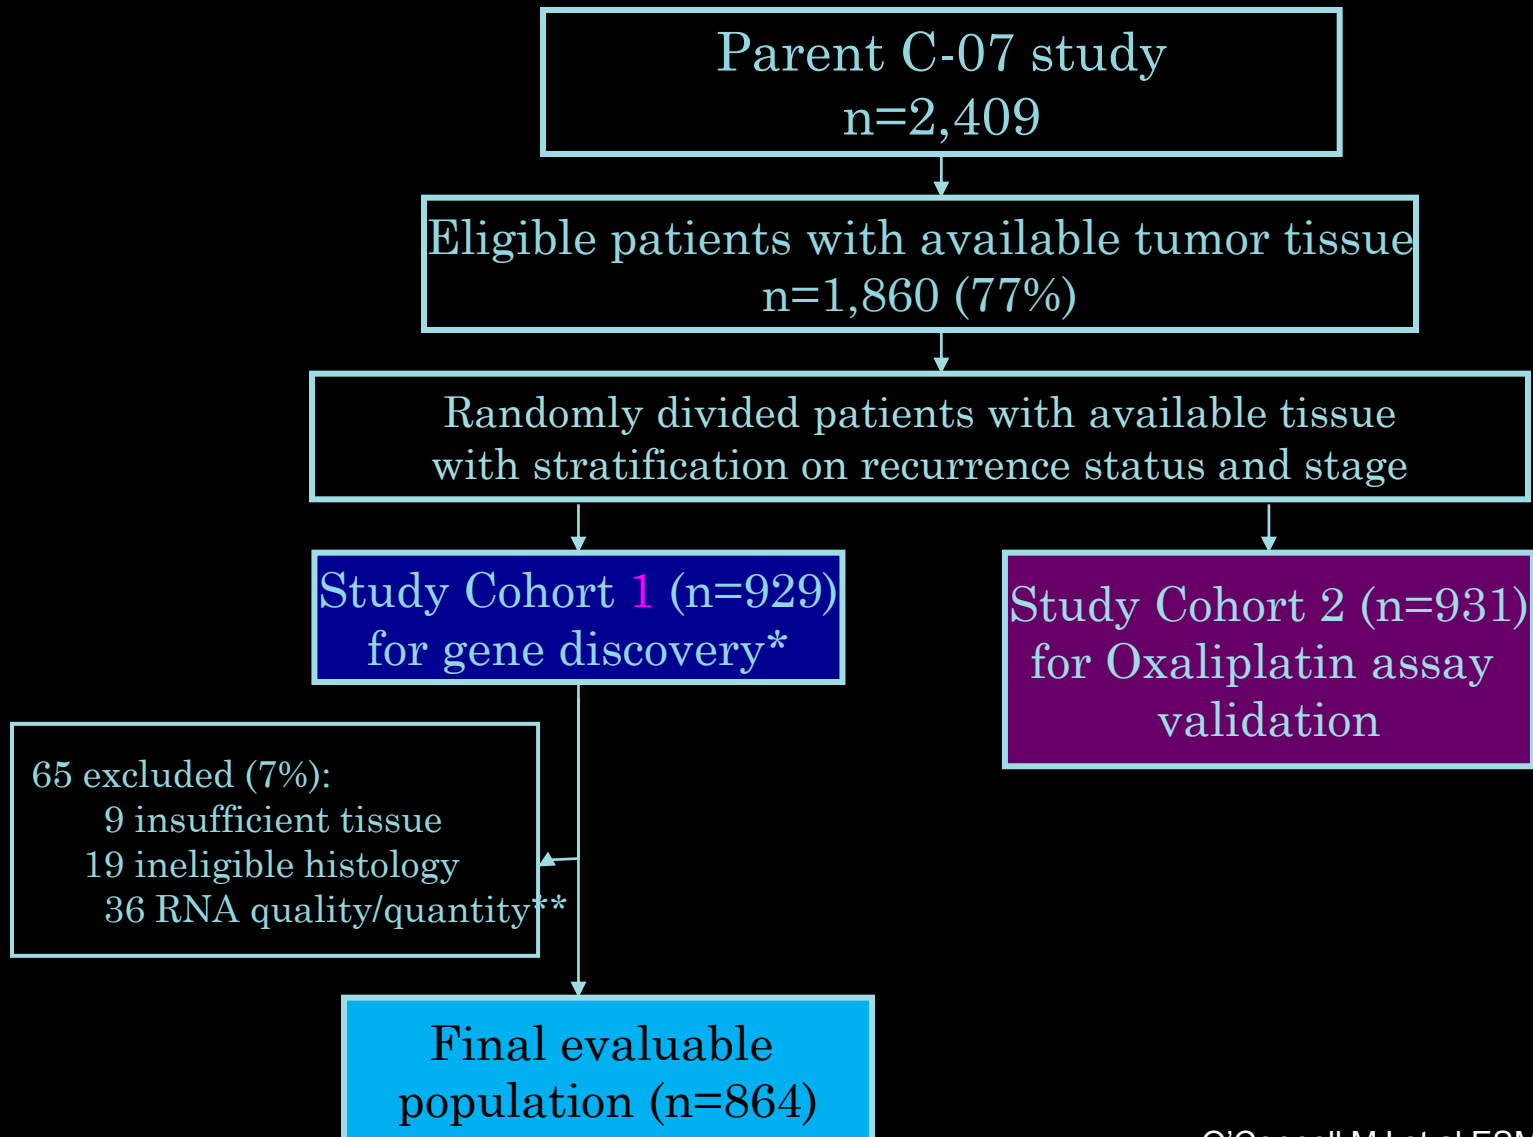 Parent C-07 study
n=2,409
Eligible patients with available tumor tissue
n=1,860 (77%)
Randomly divided patients with available tissue
with stratification on recurrence status and stage
Study Cohort 1 (n=929)
for gene discovery*
Study Cohort 2 (n=931)
for Oxaliplatin assay
validation
65 excluded (7%):
9 insufficient tissue
19 ineligible histology
36 RNA quality/quantity**
Final evaluable
population (n=864)